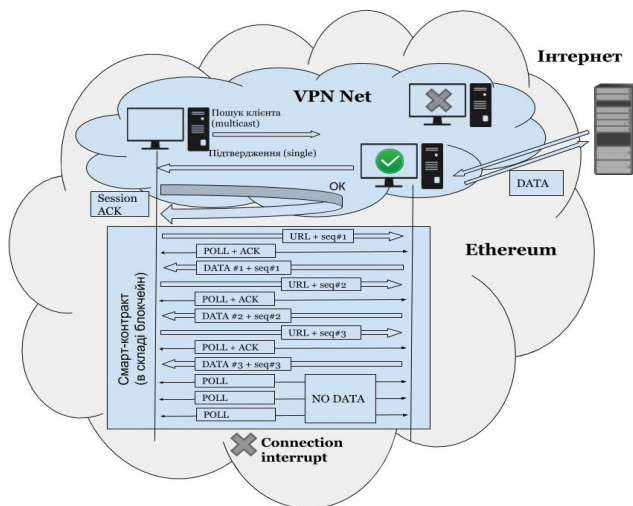 Інтернет
VPN Net
Пошук клієнта
(multicast)
Підтвердження (single)
OK
DATA
Session
ACK
Ethereum
Смарт-контракт
(в складі блокчейн)
URL + seq#1
POLL + ACK
DATA #1 + seq#1
URL + seq#2
POLL + ACK
DATA #2 + seq#2
URL + seq#3
POLL + ACK
DATA #3 + seq#3
POLL
POLL
POLL
NO DATA
Connection
interrupt